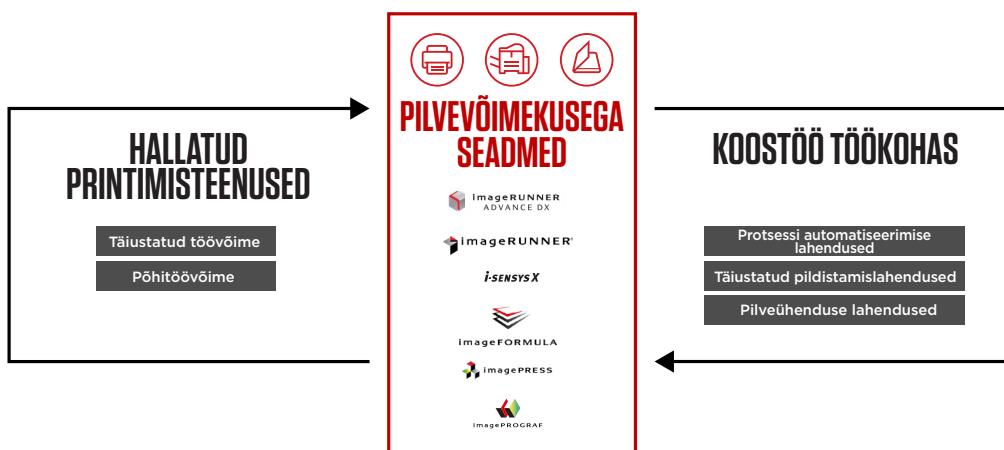 HALLATUD
PRINTIMISTEENUSED
Täiustatud töövõime
Põhitöövõime
PILVEVÕIMEKUSEGA
SEADMED
imageRUNNER
ADVANCE DX
imageRUNNER®
i-SENSYS X
imageFORMULA
imagePRESS
imagePROGRAF
KOOSTÖÖ TÖÖKOHAS
Protsessi automatiseerimise
lahendused
Täiustatud pildistamislahendused
Pilveühenduse lahendused